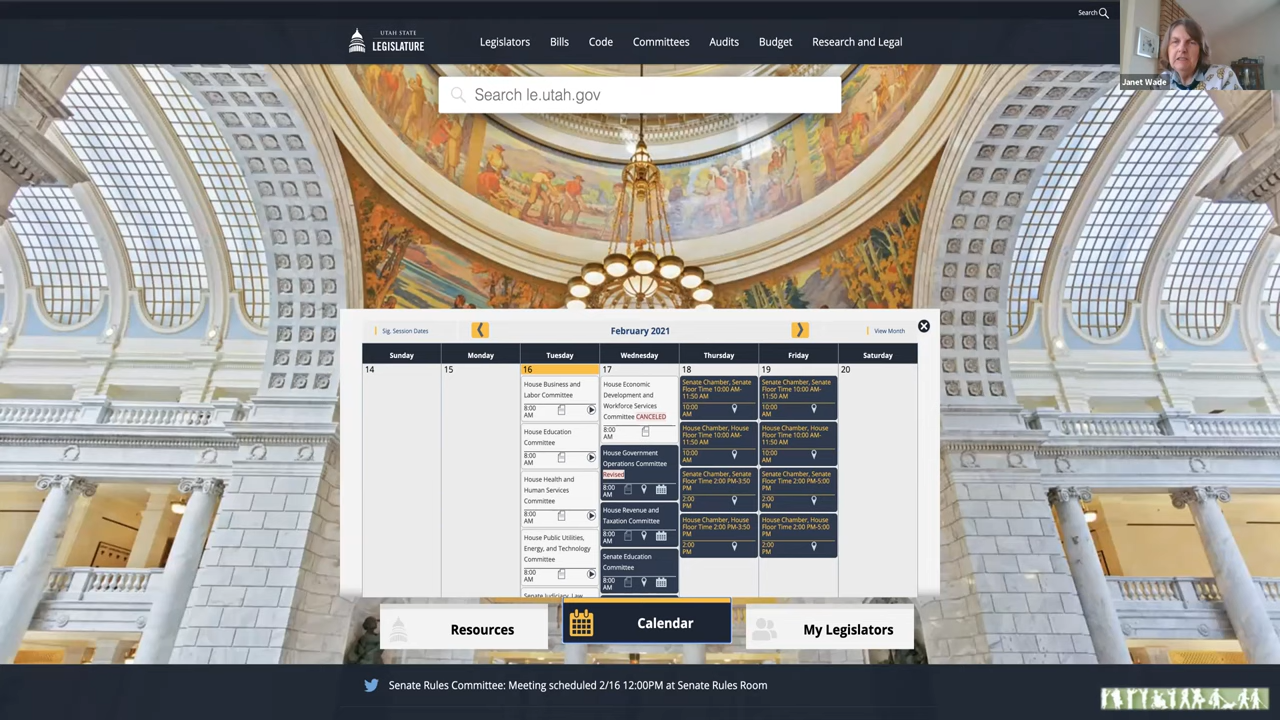 Search
UTAH STATE
LEGISLATURE
Legislators
Bills
Code
Committees
Audits
Budget
Research and Legal
Janet Wade
Search le.utah.gov
Sig. Session Dates
February 2021
View Month
Sunday
Monday
Tuesday
Wednesday
Thursday
Friday
Saturday
14
15
16
House Business and
Labor Committee
8:00
AM
House Education
Committee
8:00
AM
House Health and
Human Services
Committee
8:00
AM
House Public Utilities,
Energy, and Technology
Committee
8:00
AM
Senate Judiciary, Law
17
House Economic
Development and
Workforce Services
Committee CANCELED
8:00
AM
House Government
Operations Committee
Revised
8:00
AM
House Revenue and
Taxation Committee
8:00
AM
Senate Education
Committee
8:00
AM
18
Senate Chamber, Senate
Floor Time 10:00 AM-
11:50 AM
10:00
AM
House Chamber, House
Floor Time 10:00 AM-
11:50 AM
10:00
AM
Senate Chamber, Senate
Floor Time 2:00 PM-3:50
PM
2:00
PM
House Chamber, House
Floor Time 2:00 PM-3:50
PM
2:00
PM
19
Senate Chamber, Senate
Floor Time 10:00 AM-
11:50 AM
10:00
AM
House Chamber, House
Floor Time 10:00 AM-
11:50 AM
10:00
AM
Senate Chamber, Senate
Floor Time 2:00 PM-5:00
PM
2:00
PM
House Chamber, House
Floor Time 2:00 PM-5:00
PM
2:00
PM
20
Resources
Calendar
My Legislators
Senate Rules Committee: Meeting scheduled 2/16 12:00PM at Senate Rules Room